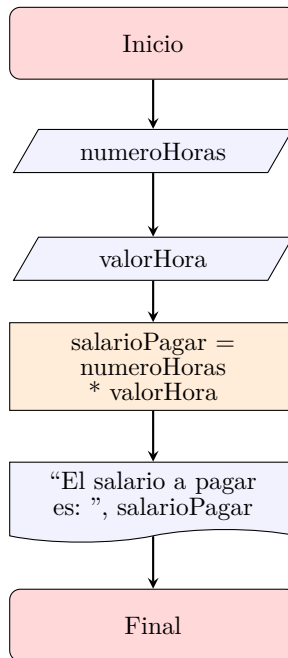 Inicio
numeroHoras
valorHora
salarioPagar =
numeroHoras
* valorHora
“El salario a pagar
es: ”, salarioPagar
Final